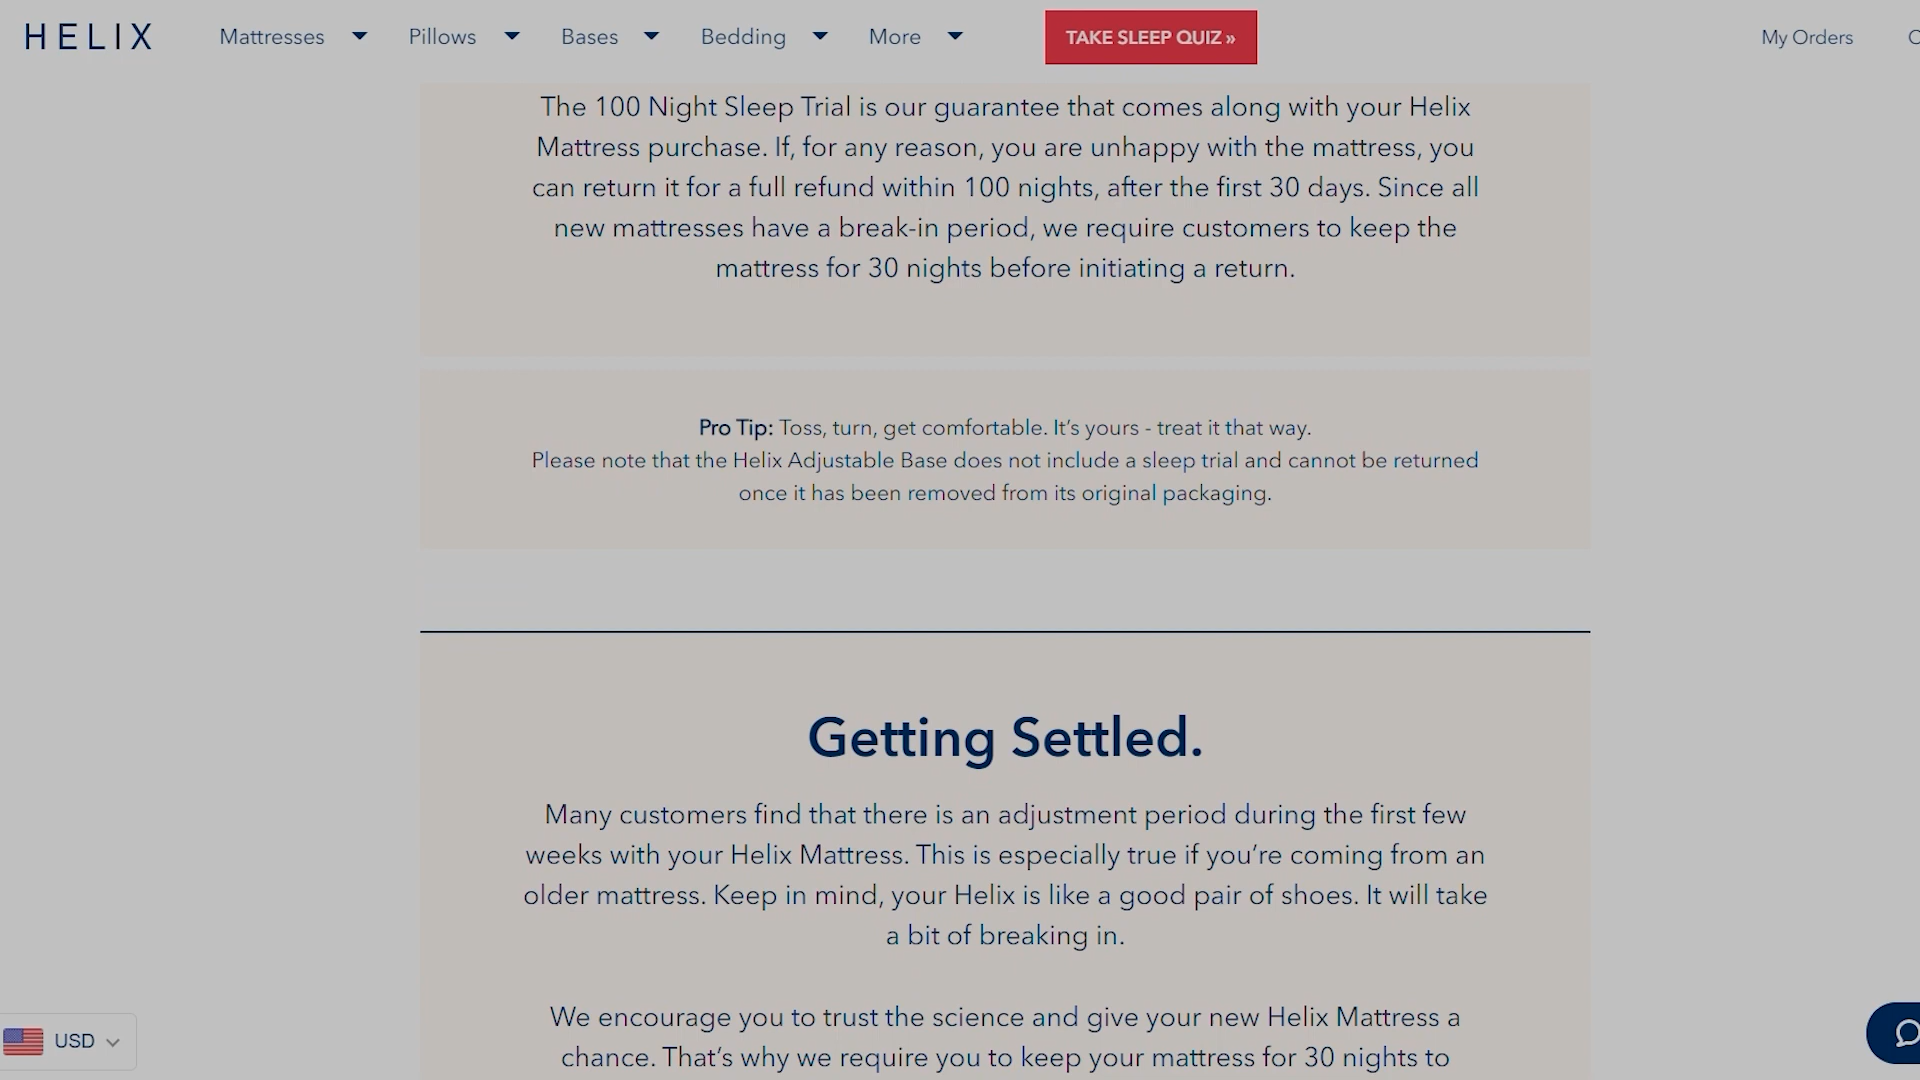 HELIX Mattresses Pillows Bases Bedding More TAKE SLEEP QUIZ » My Orders
The 100 Night Sleep Trial is our guarantee that comes along with your Helix
Mattress purchase. If, for any reason, you are unhappy with the mattress, you
can return it for a full refund within 100 nights, after the first 30 days. Since all
new mattresses have a break-in period, we require customers to keep the
mattress for 30 nights before initiating a return.
Pro Tip: Toss, turn, get comfortable. It’s yours - treat it that way.
Please note that the Helix Adjustable Base does not include a sleep trial and cannot be returned
once it has been removed from its original packaging.
Getting Settled.
Many customers find that there is an adjustment period during the first few
weeks with your Helix Mattress. This is especially true if you’re coming from an
older mattress. Keep in mind, your Helix is like a good pair of shoes. It will take
a bit of breaking in.
We encourage you to trust the science and give your new Helix Mattress a
chance. That’s why we require you to keep your mattress for 30 nights to
USD